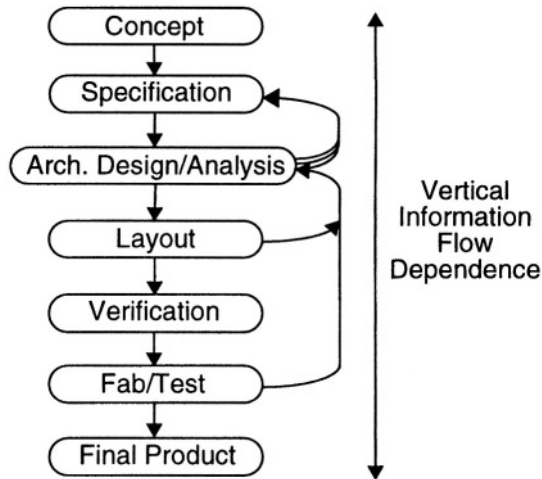 Concept
Specification
Arch. Design/Analysis
Layout
Verification
Fab/Test
Final Product
Vertical
Information
Flow
Dependence